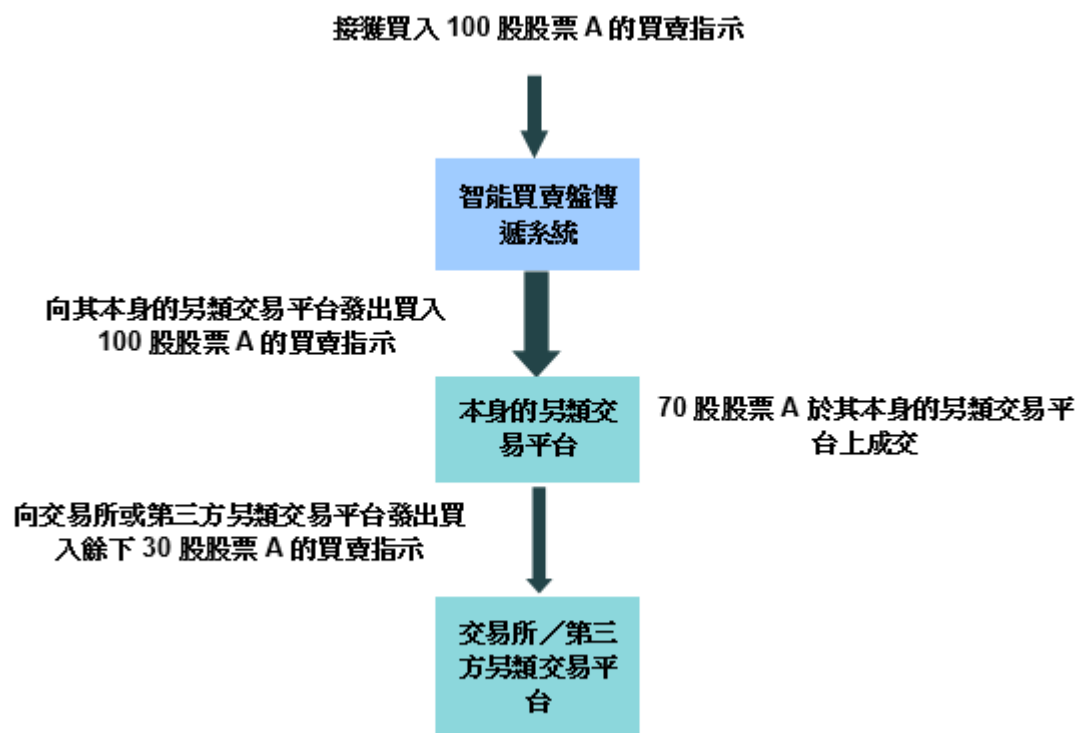 接獲買入 100 股股票 A 的買賣指示
智能買賣盤傳
遞系統
向其本身的另類交易平台發出買入
100 股股票 A 的買賣指示
本身的另類交
易平台
70 股股票 A 於其本身的另類交易平
台上成交
向交易所或第三方另類交易平台發出買
入餘下 30 股股票 A 的買賣指示
交易所／第三
方另類交易平
台